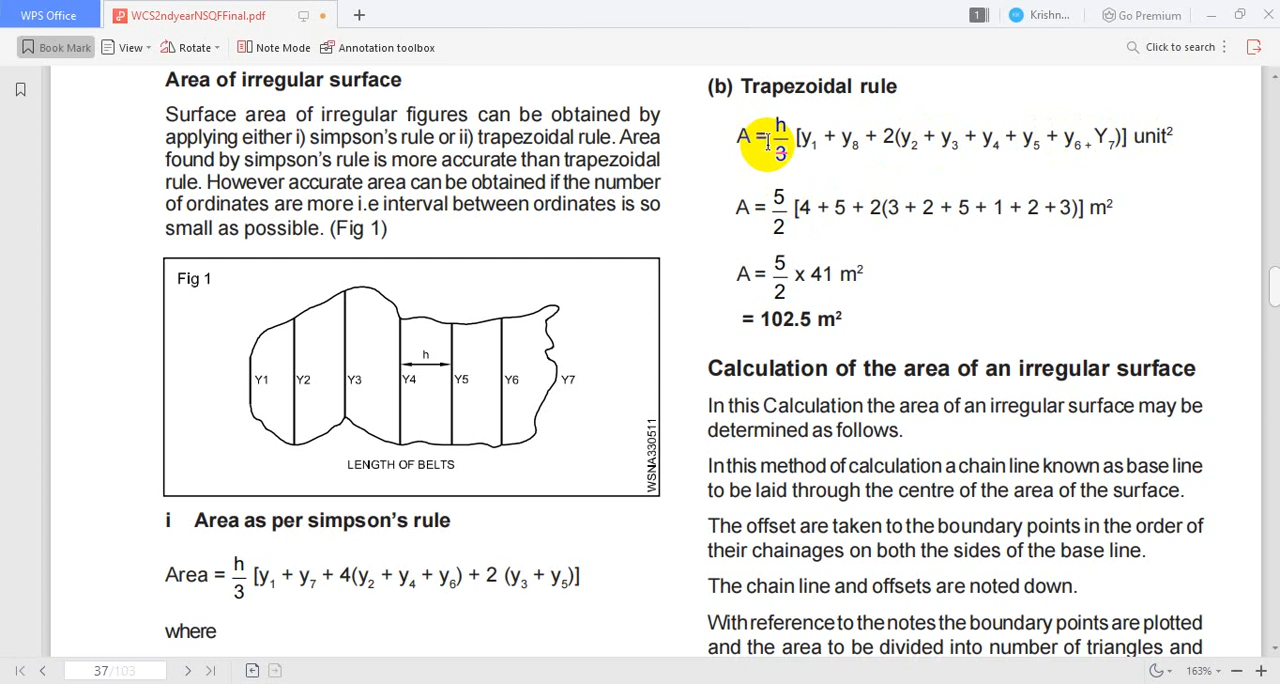 WPS Office
WCS2ndyearNSQFFinal.pdf
1
Krishn...
Go Premium
Book Mark
View
Rotate
Note Mode
Annotation toolbox
Click to search
Area of irregular surface
Surface area of irregular figures can be obtained by
applying either i) simpson's rule or ii) trapezoidal rule. Area
found by simpson's rule is more accurate than trapezoidal
rule. However accurate area can be obtained if the number
of ordinates are more i.e interval between ordinates is so
small as possible. (Fig 1)
Fig 1
h
Y1 Y2 Y3 Y4 Y5 Y6 Y7
LENGTH OF BELTS
WSNA330511
i Area as per simpson's rule
Area = h/3 [y₁ + y₇ + 4(y₂ + y₄ + y₆) + 2 (y₃ + y₅)]
where
(b) Trapezoidal rule
A = h/3 [y₁ + y₈ + 2(y₂ + y₃ + y₄ + y₅ + y₆ + Y₇)] unit²
A = 5/2 [4 + 5 + 2(3 + 2 + 5 + 1 + 2 + 3)] m²
A = 5/2 x 41 m²
= 102.5 m²
Calculation of the area of an irregular surface
In this Calculation the area of an irregular surface may be
determined as follows.
In this method of calculation a chain line known as base line
to be laid through the centre of the area of the surface.
The offset are taken to the boundary points in the order of
their chainages on both the sides of the base line.
The chain line and offsets are noted down.
With reference to the notes the boundary points are plotted
and the area to be divided into number of triangles and
37/103
163%